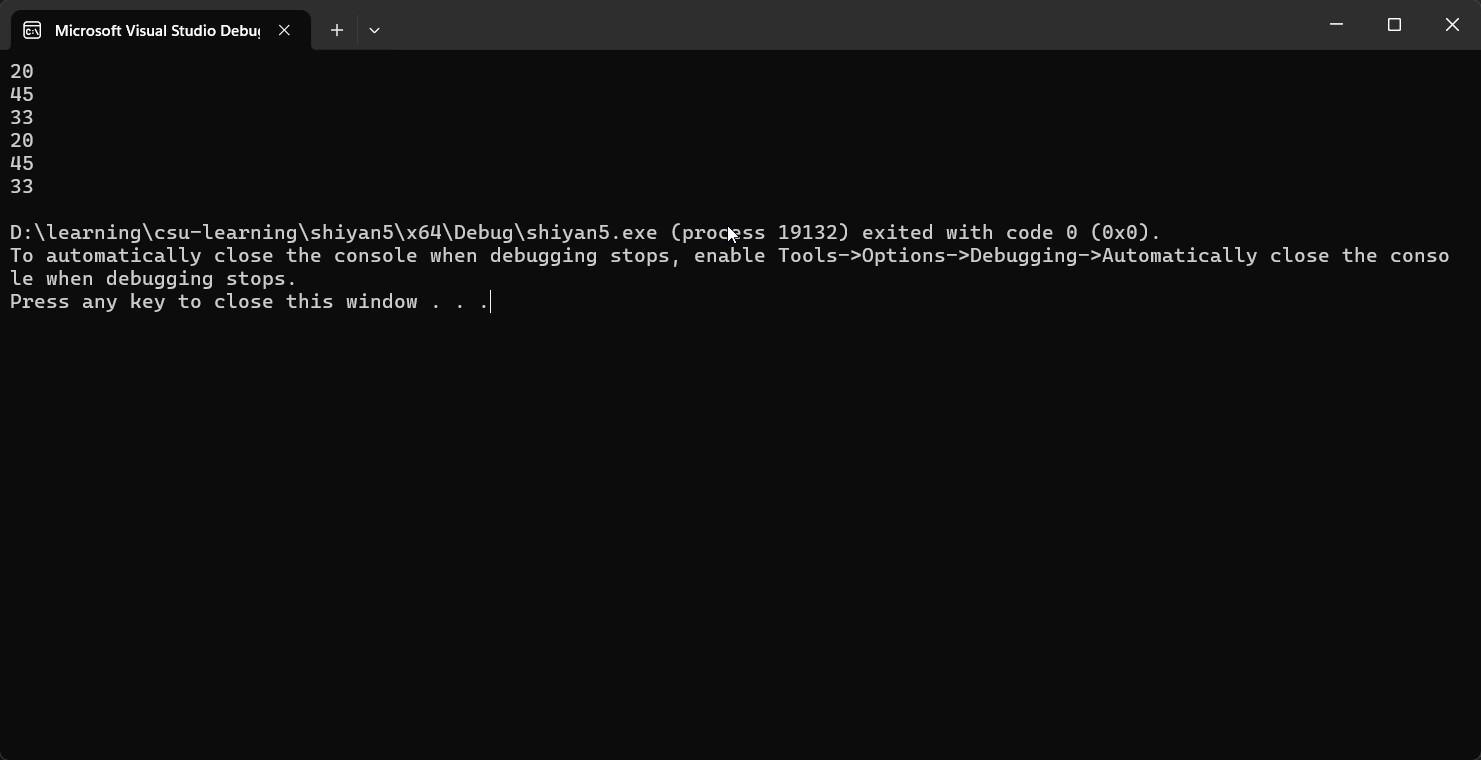 Microsoft Visual Studio Debug
20
45
33
20
45
33
D:\learning\csu-learning\shiyan5\x64\Debug\shiyan5.exe (process 19132) exited with code 0 (0x0).
To automatically close the console when debugging stops, enable Tools->Options->Debugging->Automatically close the conso
le when debugging stops.
Press any key to close this window . . .